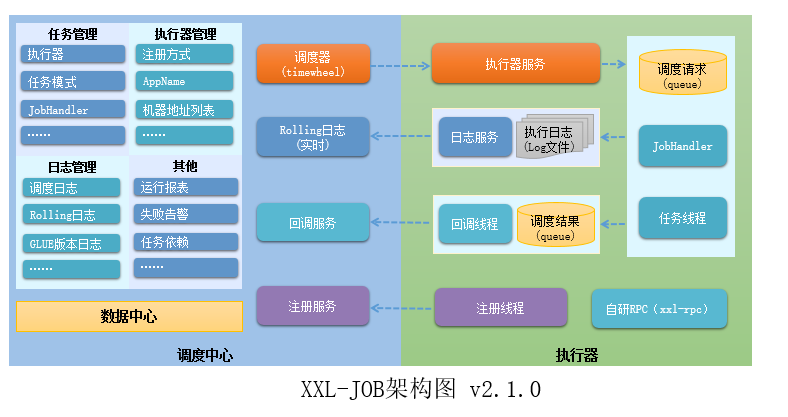 任务管理
执行器
任务模式
JobHandler
······
执行器管理
注册方式
AppName
机器地址列表
······
日志管理
调度日志
Rolling日志
GLUE版本日志
······
其他
运行报表
失败告警
任务依赖
······
数据中心
调度器
(timewheel)
Rolling日志
(实时)
回调服务
注册服务
调度中心
执行器服务
日志服务
执行日志
(Log文件)
回调线程
调度结果
(queue)
注册线程
调度请求
(queue)
JobHandler
任务线程
自研RPC（xxl-rpc）
执行器
XXL-JOB架构图 v2.1.0